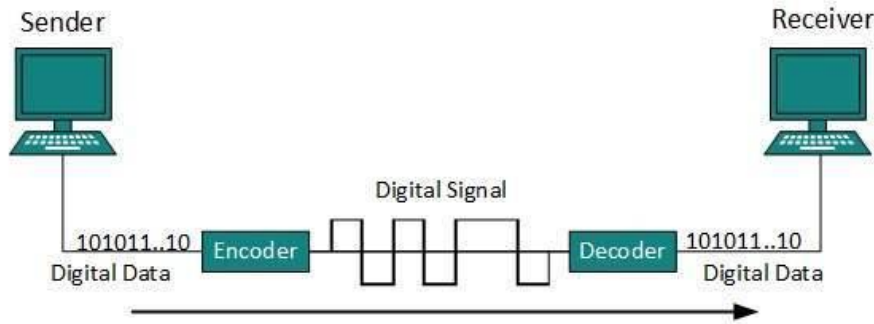 Sender
Receiver
Digital Signal
101011..10
Encoder
Decoder
101011..10
Digital Data
Digital Data